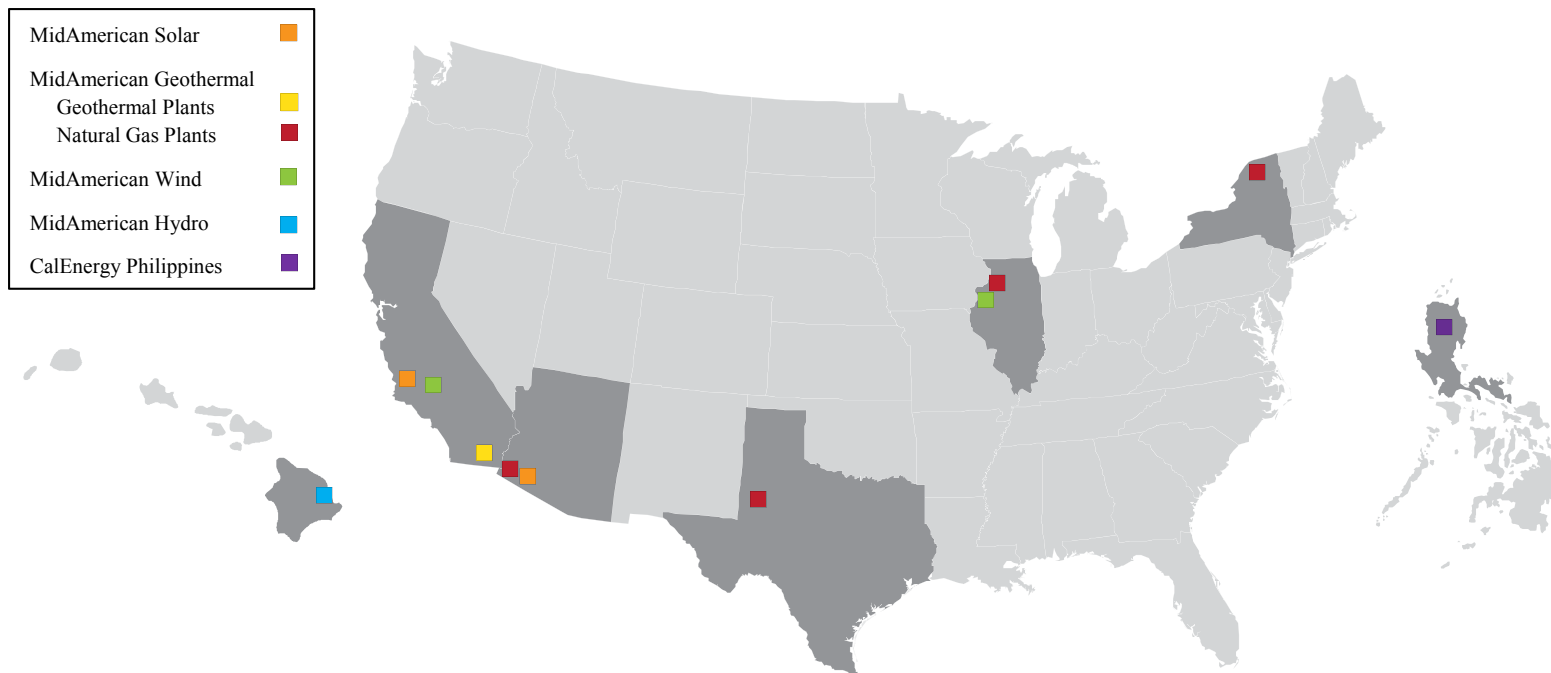 MidAmerican Solar
MidAmerican Geothermal
Geothermal Plants
Natural Gas Plants
MidAmerican Wind
MidAmerican Hydro
CalEnergy Philippines